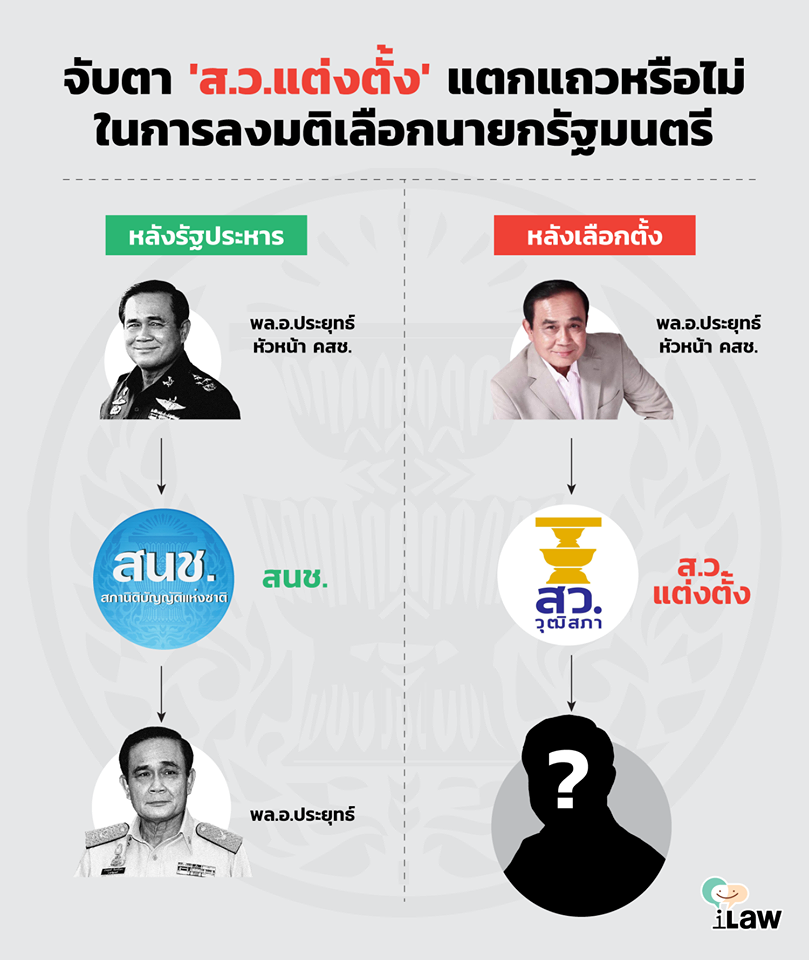 จับตา 'ส.ว.แต่งตั้ง' แตกแถวหรือไม่
ในการลงมติเลือกนายกรัฐมนตรี
หลังรัฐประหาร
พล.อ.ประยุทธ์
หัวหน้า คสช.
สนช.
สภานิติบัญญัติแห่งชาติ
สนช.
พล.อ.ประยุทธ์
หลังเลือกตั้ง
พล.อ.ประยุทธ์
หัวหน้า คสช.
สว.
วุฒิสภา
ส.ว.
แต่งตั้ง
?
iLaw